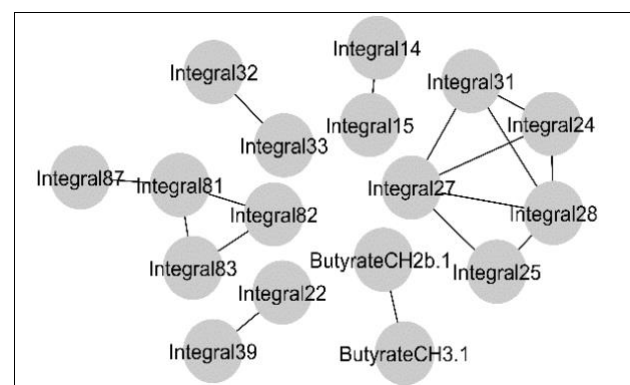 Integral14
Integral32
Integral31
Integral15
Integral24
Integral33
Integral87
Integral81
Integral27
Integral82
Integral28
ButyrateCH2b.1
Integral83
Integral25
Integral22
Integral39
ButyrateCH3.1